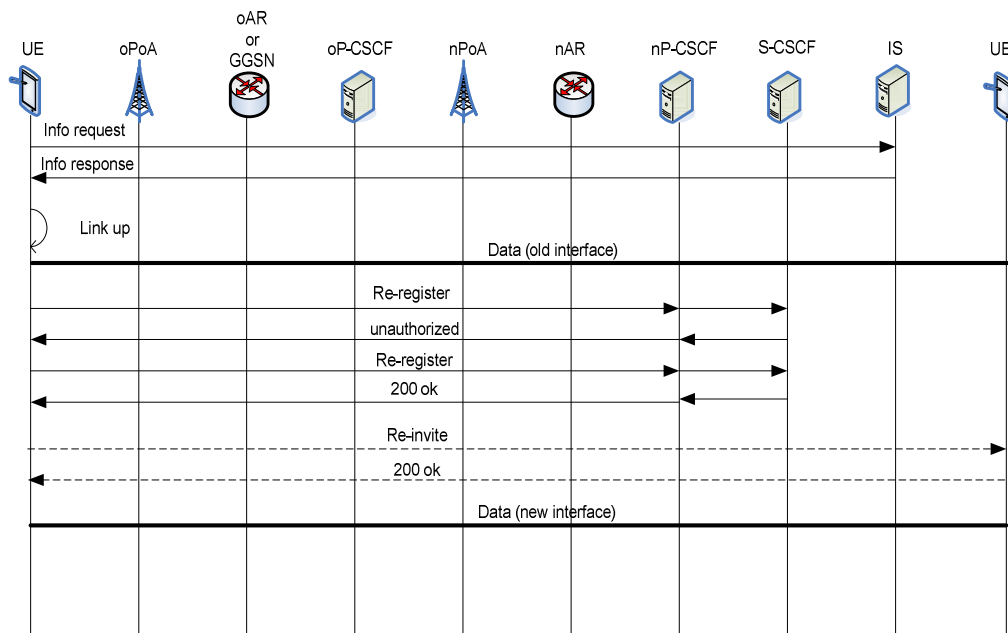 oAR
or
GGSN
UE
oPoA
oP-CSCF
nPoA
nAR
nP-CSCF
S-CSCF
IS
UE
Info request
Info response
Link up
Data (old interface)
Re-register
unauthorized
Re-register
200 ok
Re-invite
200 ok
Data (new interface)